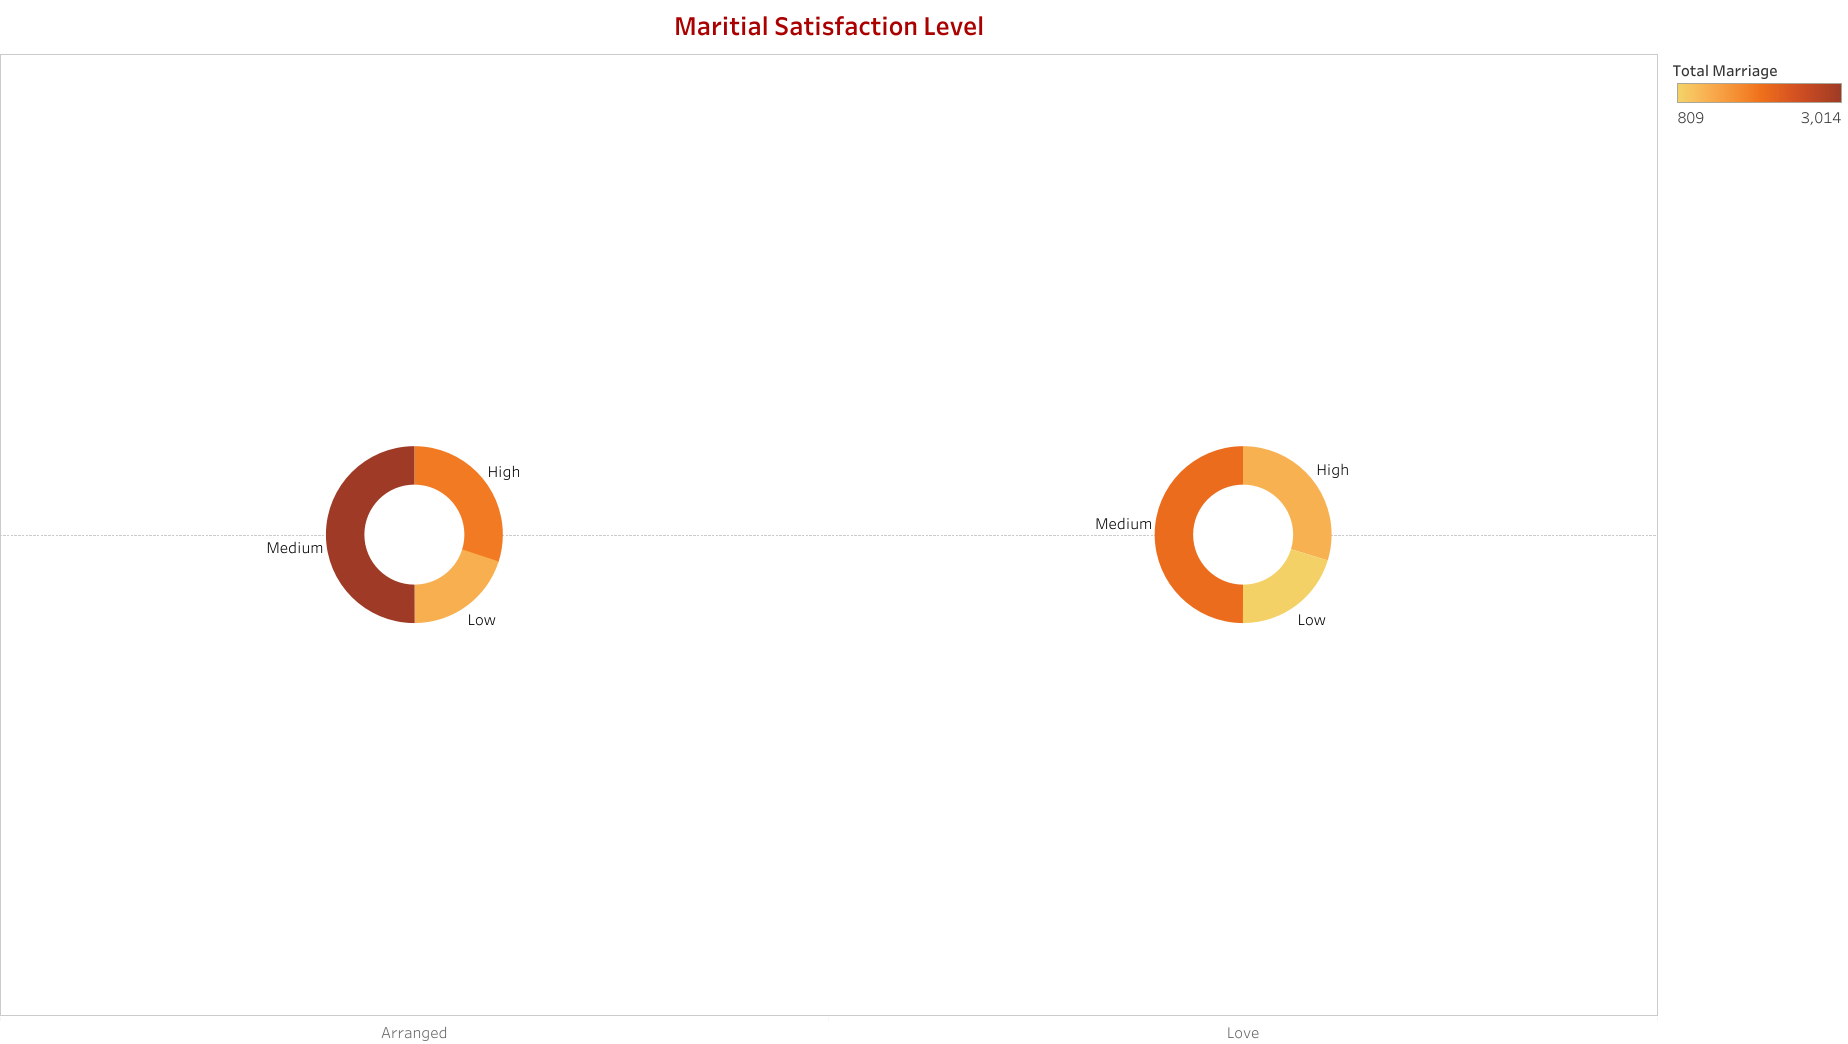 Maritial Satisfaction Level
Total Marriage
809 3,014
High
Medium
Low
High
Medium
Low
Arranged
Love